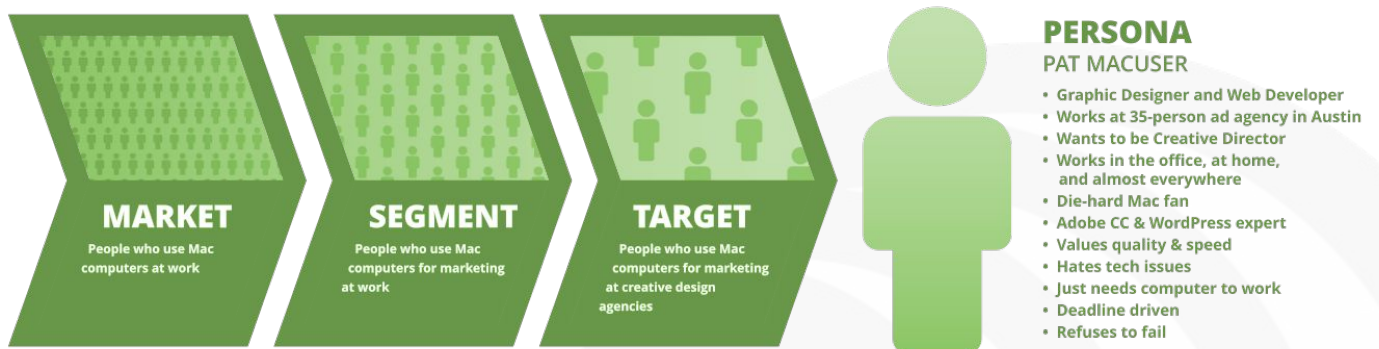 MARKET
People who use Mac
computers at work
SEGMENT
People who use Mac
computers for marketing
at work
TARGET
People who use Mac
computers for marketing
at creative design
agencies
PERSONA
PAT MACUSER
• Graphic Designer and Web Developer
• Works at 35-person ad agency in Austin
• Wants to be Creative Director
• Works in the office, at home,
and almost everywhere
• Die-hard Mac fan
• Adobe CC & WordPress expert
• Values quality & speed
• Hates tech issues
• Just needs computer to work
• Deadline driven
• Refuses to fail